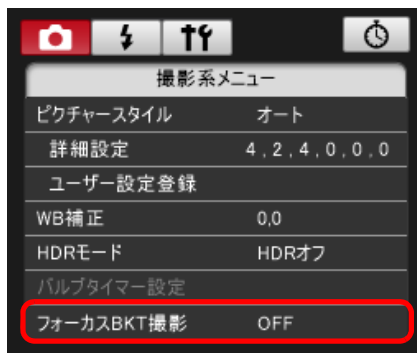 撮影系メニュー
ピクチャースタイル オート
詳細設定 4,2,4,0,0,0
ユーザー設定登録
WB補正 0,0
HDRモード HDRオフ
バルブタイマー設定
フォーカスBKT撮影 OFF